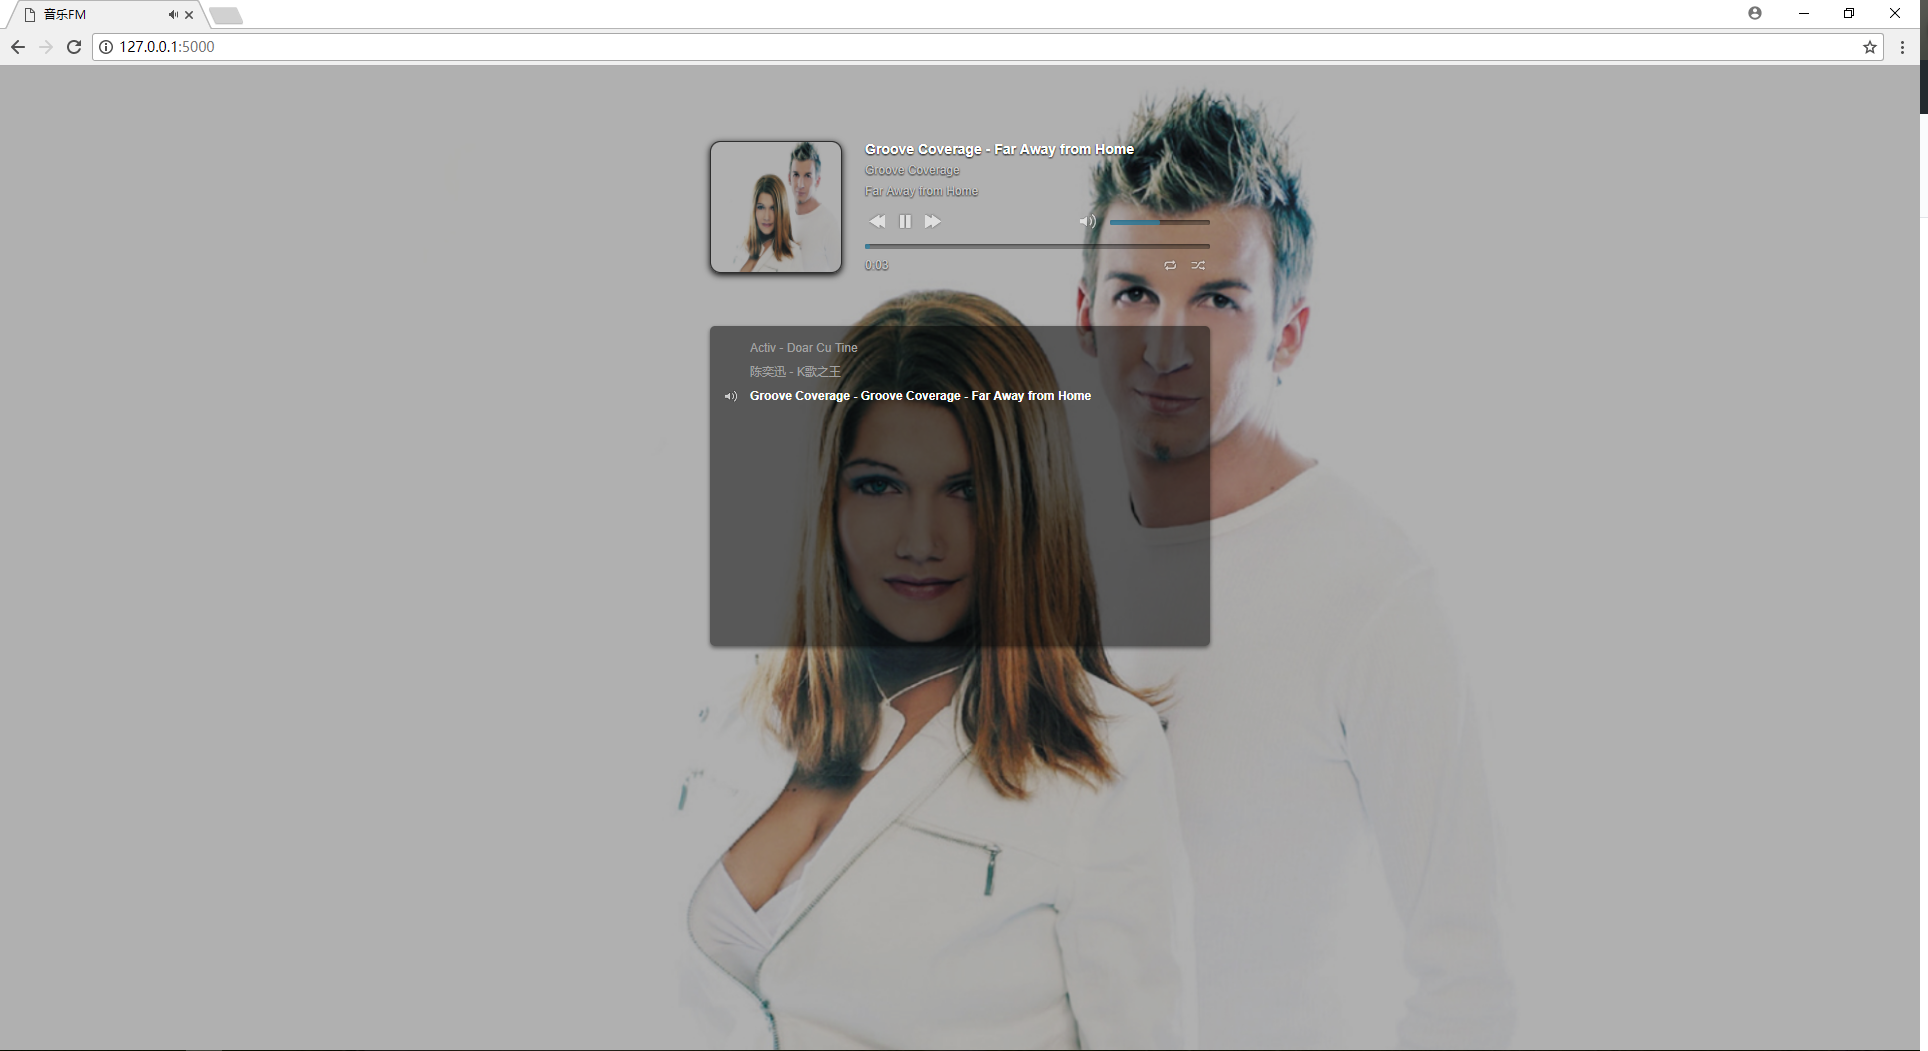 音乐FM
127.0.0.1:5000
Groove Coverage - Far Away from Home
Groove Coverage
Far Away from Home
0:03
Activ - Doar Cu Tine
陈奕迅 - K歌之王
Groove Coverage - Groove Coverage - Far Away from Home